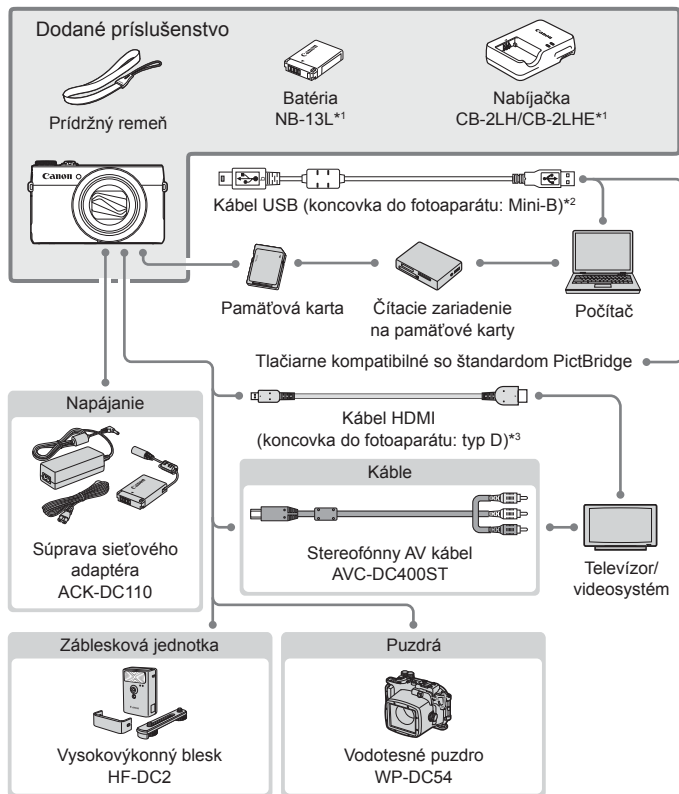 Dodané príslušenstvo
Prídržný remeň
Batéria
NB-13L*1
Nabíjačka
CB-2LH/CB-2LHE*1
Canon
Kábel USB (koncovka do fotoaparátu: Mini-B)*2
Pamäťová karta
Čítacie zariadenie
na pamäťové karty
Počítač
Tlačiarne kompatibilné so štandardom PictBridge
Napájanie
Súprava sieťového
adaptéra
ACK-DC110
Kábel HDMI
(koncovka do fotoaparátu: typ D)*3
Káble
Stereofónny AV kábel
AVC-DC400ST
Televízor/
videosystém
Záblesková jednotka
Vysokovýkonný blesk
HF-DC2
Puzdrá
Vodotesné puzdro
WP-DC54